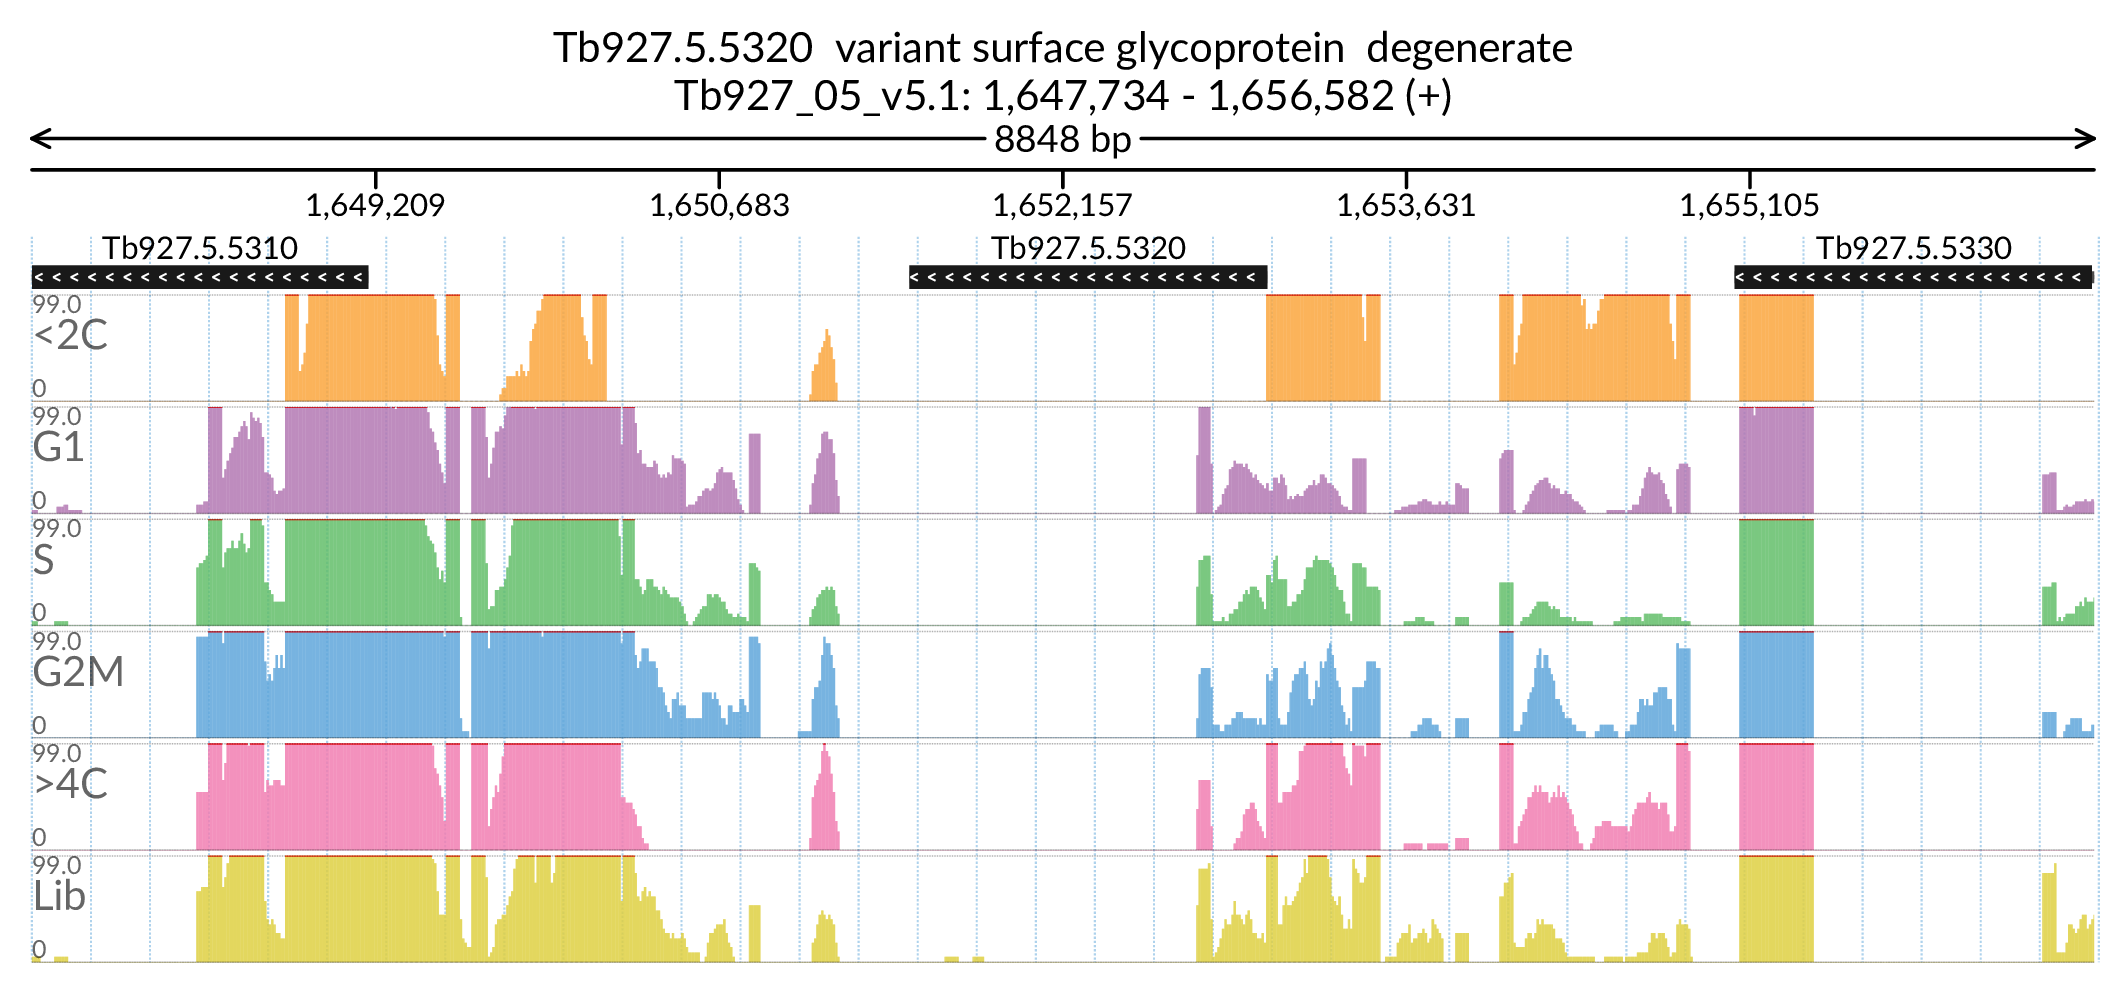 Tb927.5.5320 variant surface glycoprotein degenerate
Tb927_05_v5.1: 1,647,734 - 1,656,582 (+)
8848 bp
1,649,209 1,650,683 1,652,157 1,653,631 1,655,105
Tb927.5.5310 Tb927.5.5320 Tb927.5.5330
99.0
<2C
0
99.0
G1
0
99.0
S
0
99.0
G2M
0
99.0
>4C
0
99.0
Lib
0